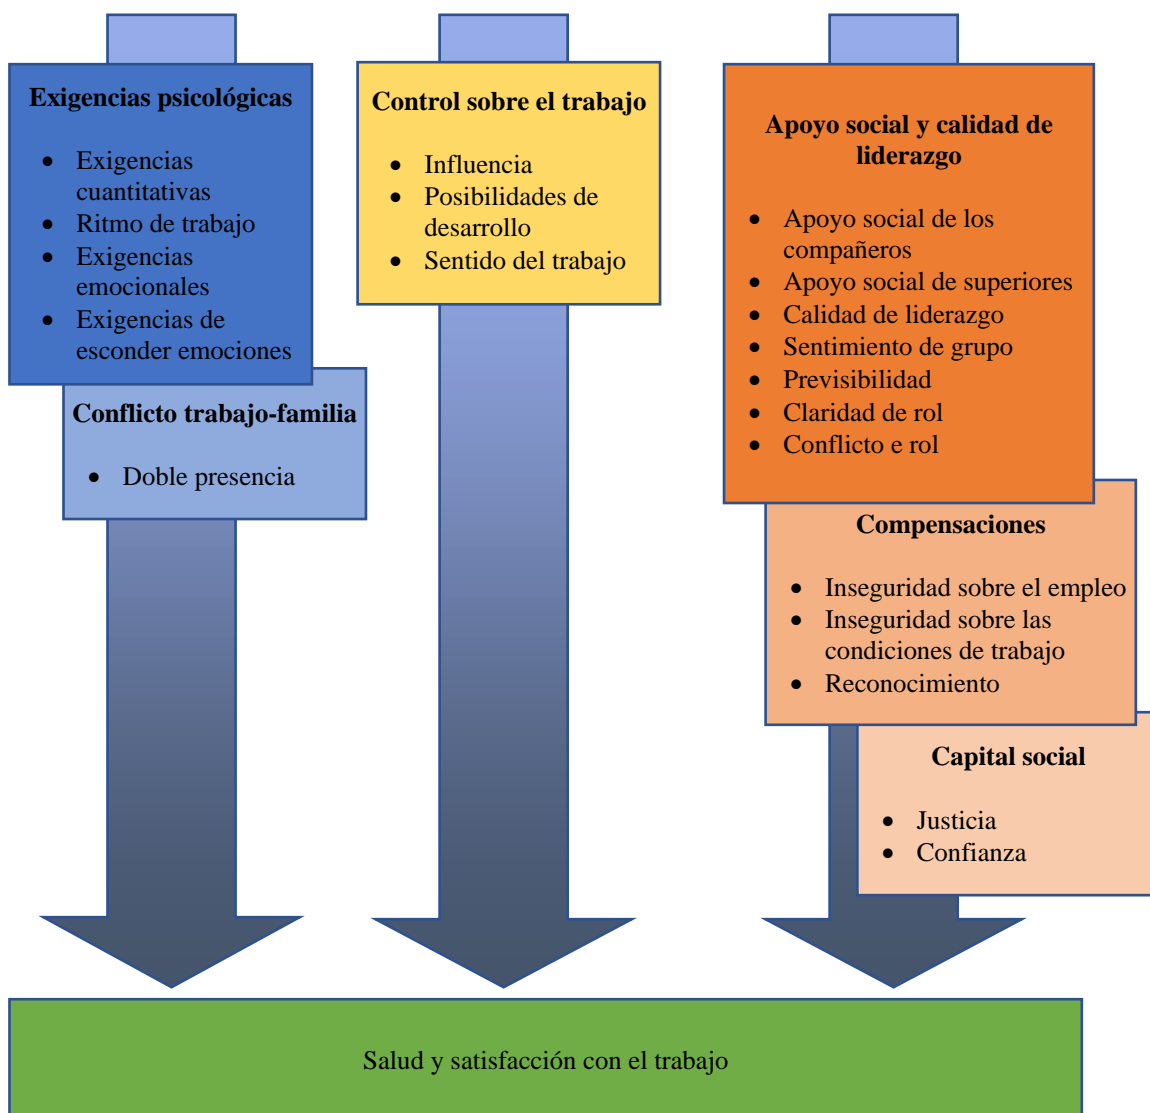 Exigencias psicológicas
• Exigencias
cuantitativas
• Ritmo de trabajo
• Exigencias
emocionales
• Exigencias de
esconder emociones
Conflicto trabajo-familia
• Doble presencia
Control sobre el trabajo
• Influencia
• Posibilidades de
desarrollo
• Sentido del trabajo
Apoyo social y calidad de
liderazgo
• Apoyo social de los
compañeros
• Apoyo social de superiores
• Calidad de liderazgo
• Sentimiento de grupo
• Previsibilidad
• Claridad de rol
• Conflicto e rol
Compensaciones
• Inseguridad sobre el empleo
• Inseguridad sobre las
condiciones de trabajo
• Reconocimiento
Capital social
• Justicia
• Confianza
Salud y satisfacción con el trabajo